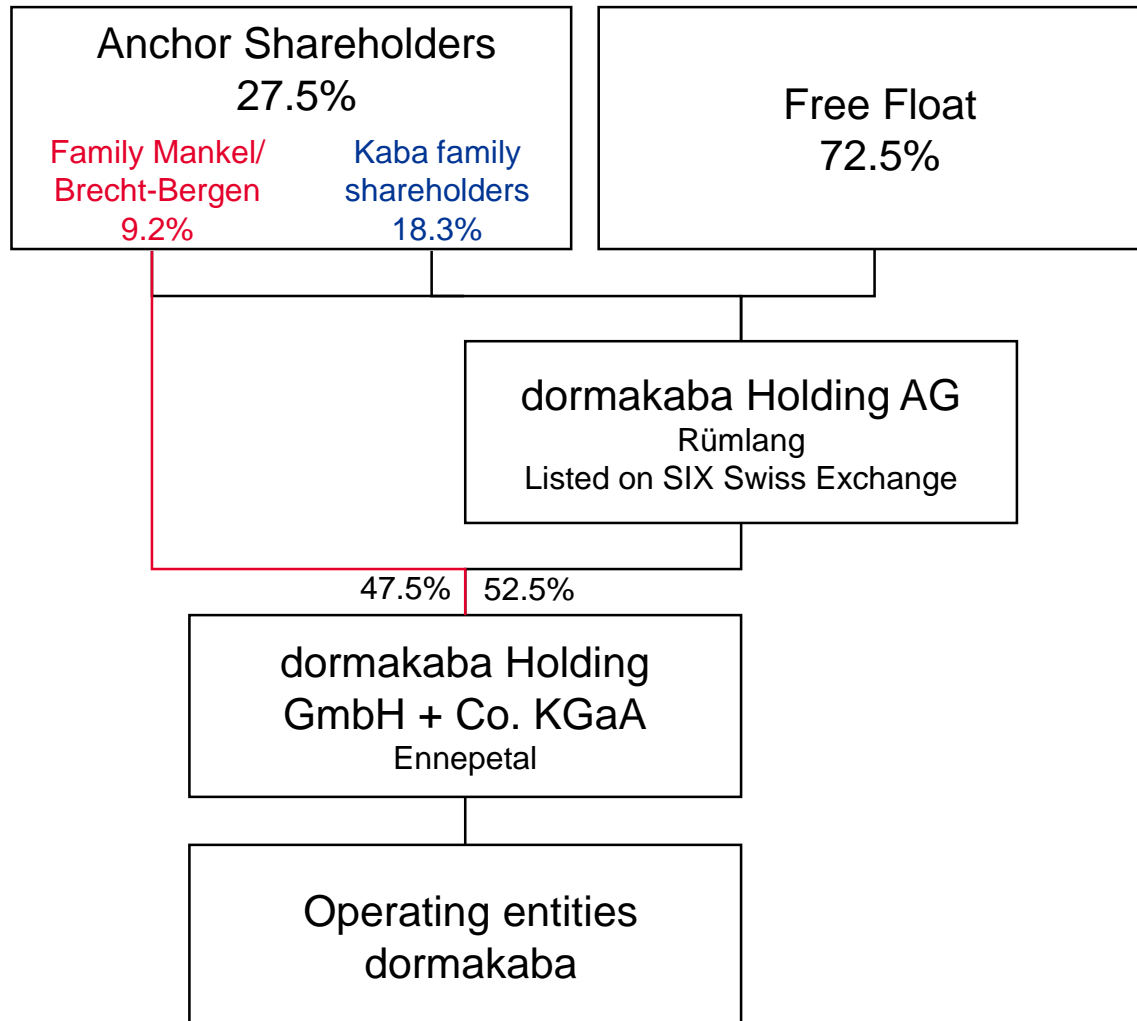 Anchor Shareholders
27.5%
Family Mankel/
Brecht-Bergen
9.2%
Kaba family
shareholders
18.3%
Free Float
72.5%
dormakaba Holding AG
Rümlang
Listed on SIX Swiss Exchange
47.5%
52.5%
dormakaba Holding
GmbH + Co. KGaA
Ennepetal
Operating entities
dormakaba